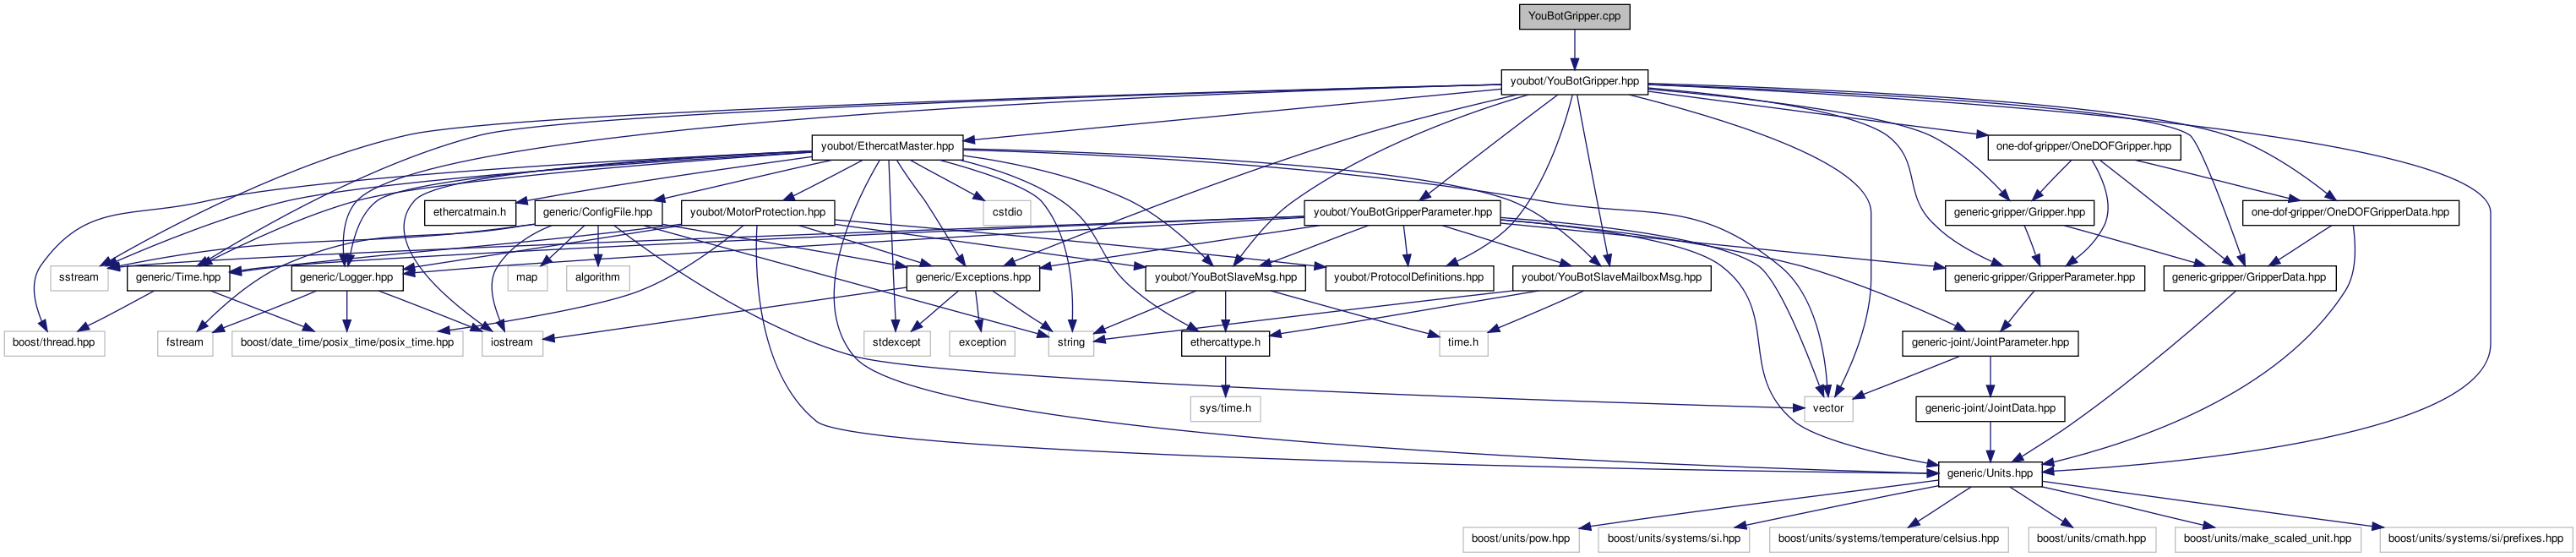 YouBotGripper.cpp
youbot/YouBotGripper.hpp
youbot/EthercatMaster.hpp
one-dof-gripper/OneDOFGripper.hpp
ethercatmain.h
generic/ConfigFile.hpp
youbot/MotorProtection.hpp
cstdio
youbot/YouBotGripperParameter.hpp
generic-gripper/Gripper.hpp
one-dof-gripper/OneDOFGripperData.hpp
sstream
generic/Time.hpp
generic/Logger.hpp
map
algorithm
generic/Exceptions.hpp
youbot/YouBotSlaveMsg.hpp
youbot/ProtocolDefinitions.hpp
youbot/YouBotSlaveMailboxMsg.hpp
generic-gripper/GripperParameter.hpp
generic-gripper/GripperData.hpp
boost/thread.hpp
fstream
boost/date_time/posix_time/posix_time.hpp
iostream
stdexcept
exception
string
ethercattype.h
time.h
generic-joint/JointParameter.hpp
sys/time.h
vector
generic-joint/JointData.hpp
generic/Units.hpp
boost/units/pow.hpp
boost/units/systems/si.hpp
boost/units/systems/temperature/celsius.hpp
boost/units/cmath.hpp
boost/units/make_scaled_unit.hpp
boost/units/systems/si/prefixes.hpp